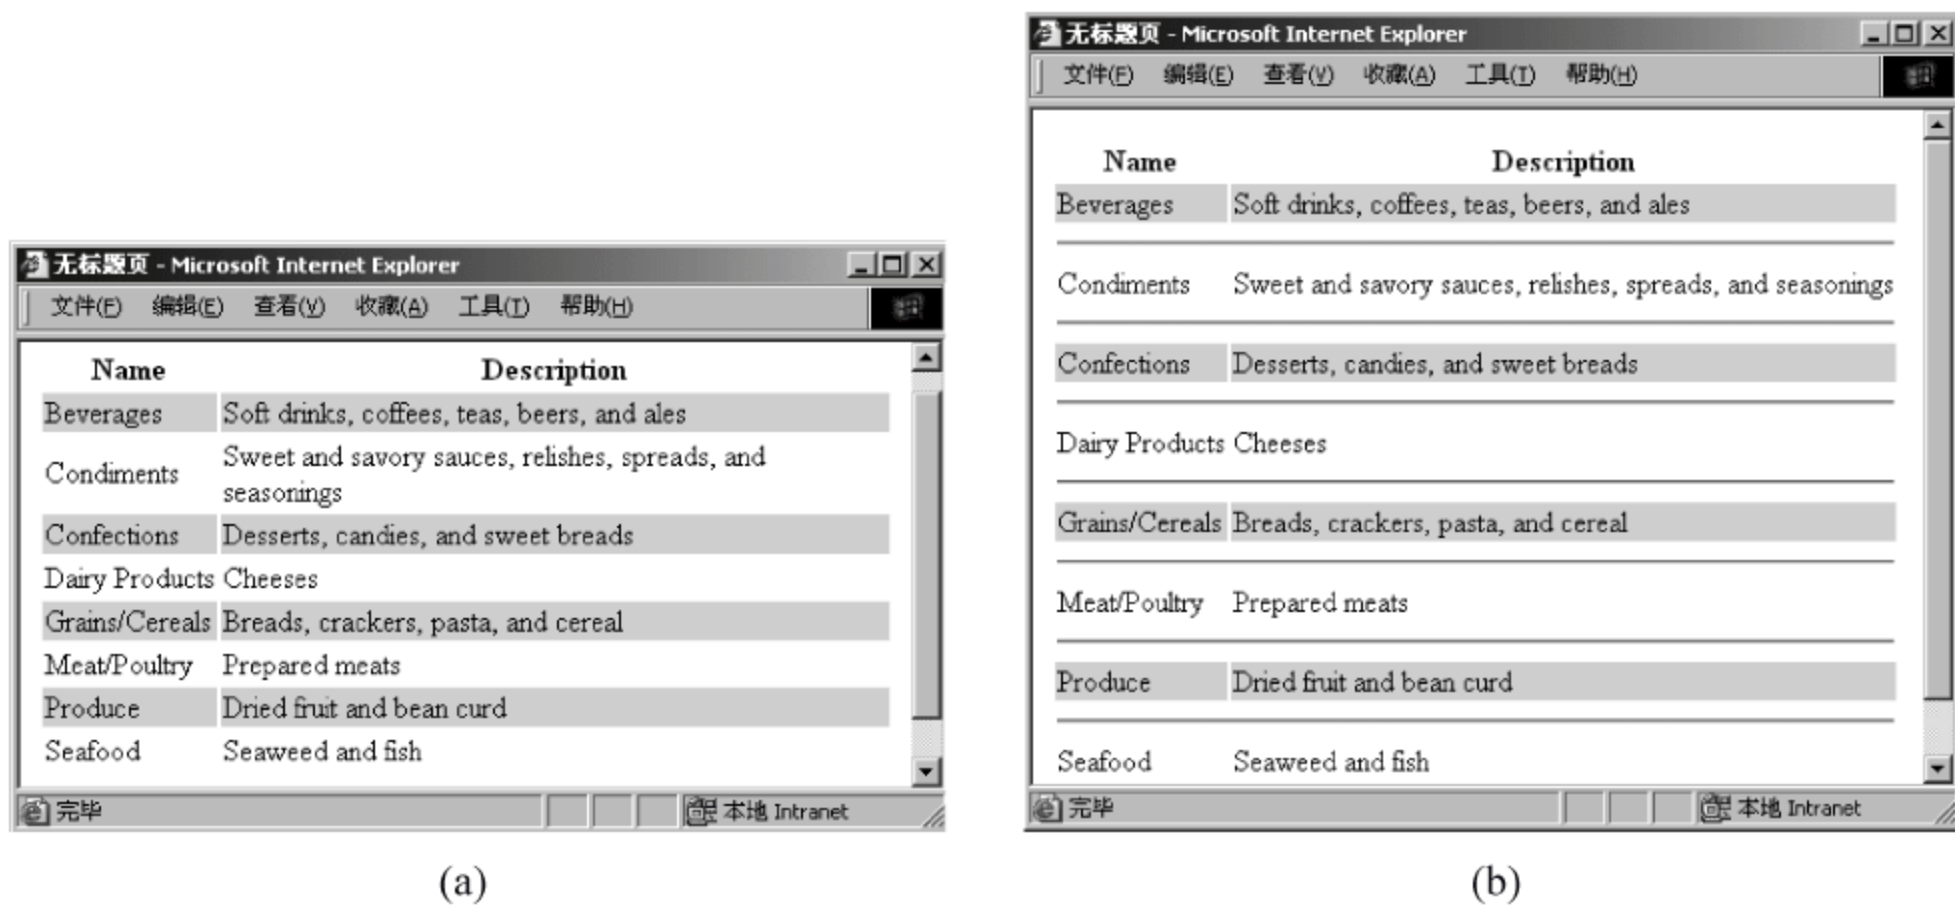 无标题页 - Microsoft Internet Explorer
文件(F) 编辑(E) 查看(V) 收藏(A) 工具(T) 帮助(H)
Name Description
Beverages Soft drinks, coffees, teas, beers, and ales
Condiments Sweet and savory sauces, relishes, spreads, and
seasonings
Confections Desserts, candies, and sweet breads
Dairy Products Cheeses
Grains/Cereals Breads, crackers, pasta, and cereal
Meat/Poultry Prepared meats
Produce Dried fruit and bean curd
Seafood Seaweed and fish
完毕 本地 Intranet
(a)
无标题页 - Microsoft Internet Explorer
文件(F) 编辑(E) 查看(V) 收藏(A) 工具(T) 帮助(H)
Name Description
Beverages Soft drinks, coffees, teas, beers, and ales
Condiments Sweet and savory sauces, relishes, spreads, and seasonings
Confections Desserts, candies, and sweet breads
Dairy Products Cheeses
Grains/Cereals Breads, crackers, pasta, and cereal
Meat/Poultry Prepared meats
Produce Dried fruit and bean curd
Seafood Seaweed and fish
完毕 本地 Intranet
(b)